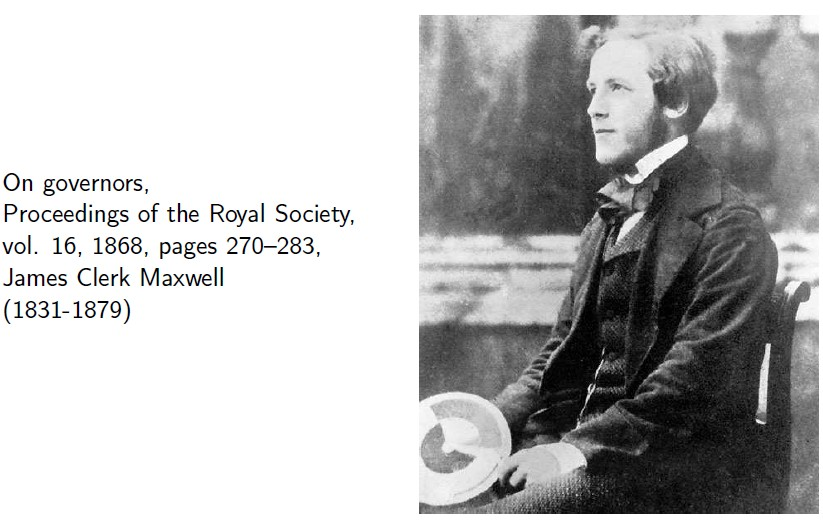 On governors,
Proceedings of the Royal Society,
vol. 16, 1868, pages 270–283,
James Clerk Maxwell
(1831-1879)